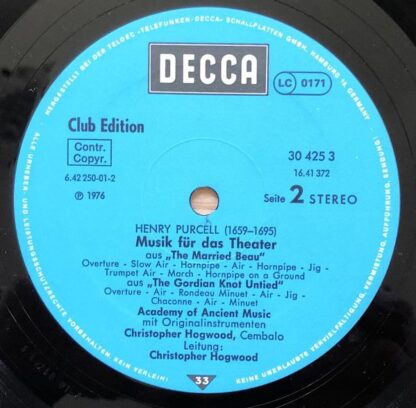 HERGESTELLT BEI DER TELDEC »TELEFUNKEN-DECCA« SCHALLPLATTEN GMBH, HAMBURG 19 GERMANY
DECCA
LC 0171
Club Edition
Contr.
Copyr.
6.42 250-01-2
℗ 1976
30 425 3
16.41 372
Seite 2 STEREO
HENRY PURCELL (1659-1695)
Musik für das Theater
aus „The Married Beau“
Overture - Slow Air - Hornpipe - Air - Hornpipe - Jig -
Trumpet Air - March - Hornpipe on a Ground
aus „The Gordian Knot Untied“
Overture - Air - Rondeau Minuet - Air - Jig
Chaconne - Air - Minuet
Academy of Ancient Music
mit Originalinstrumenten
Christopher Hogwood, Cembalo
Leitung:
Christopher Hogwood
33
ALLE URHEBER- UND LEISTUNGSSCHUTZRECHTE VORBEHALTEN. KEIN VERLEIH!
KEINE UNERLAUBTE VERVIELFÄLTIGUNG, VERMIETUNG, AUFFÜHRUNG, SENDUNG!